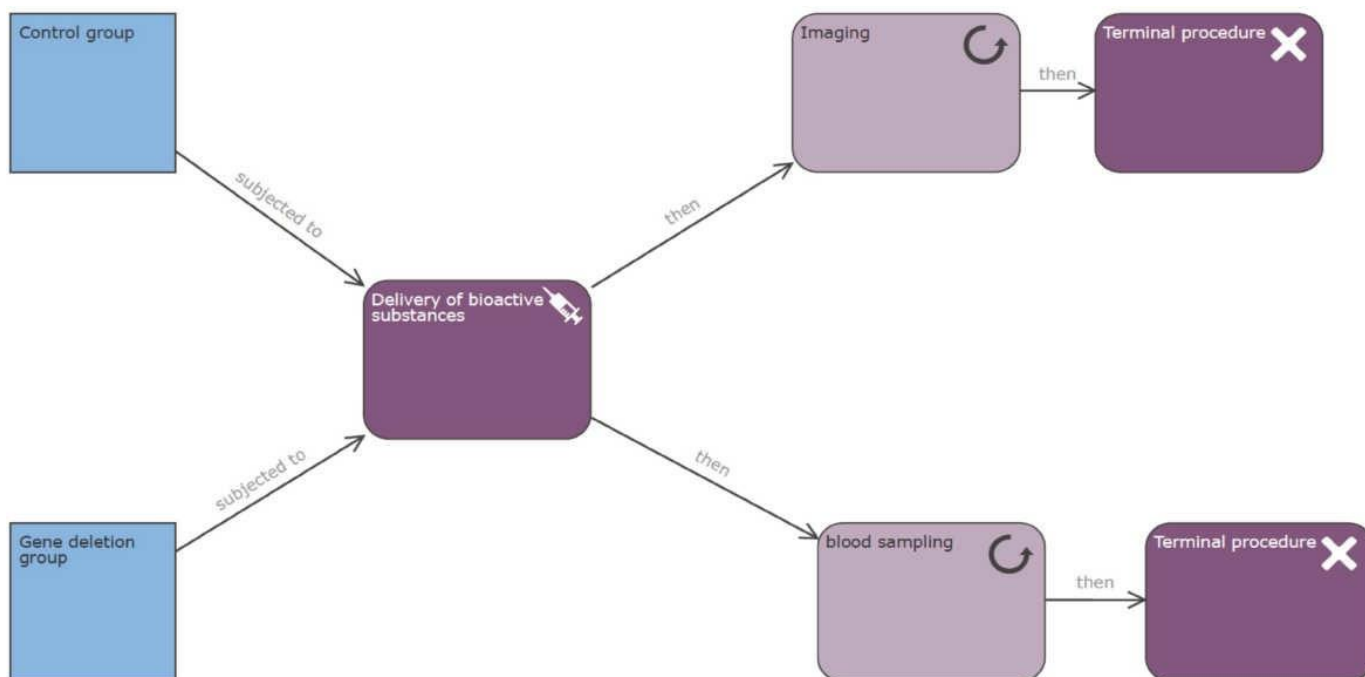 Control group
Imaging
Terminal procedure
then
subjected to
then
Delivery of bioactive
substances
subjected to
then
Gene deletion
group
blood sampling
Terminal procedure
then